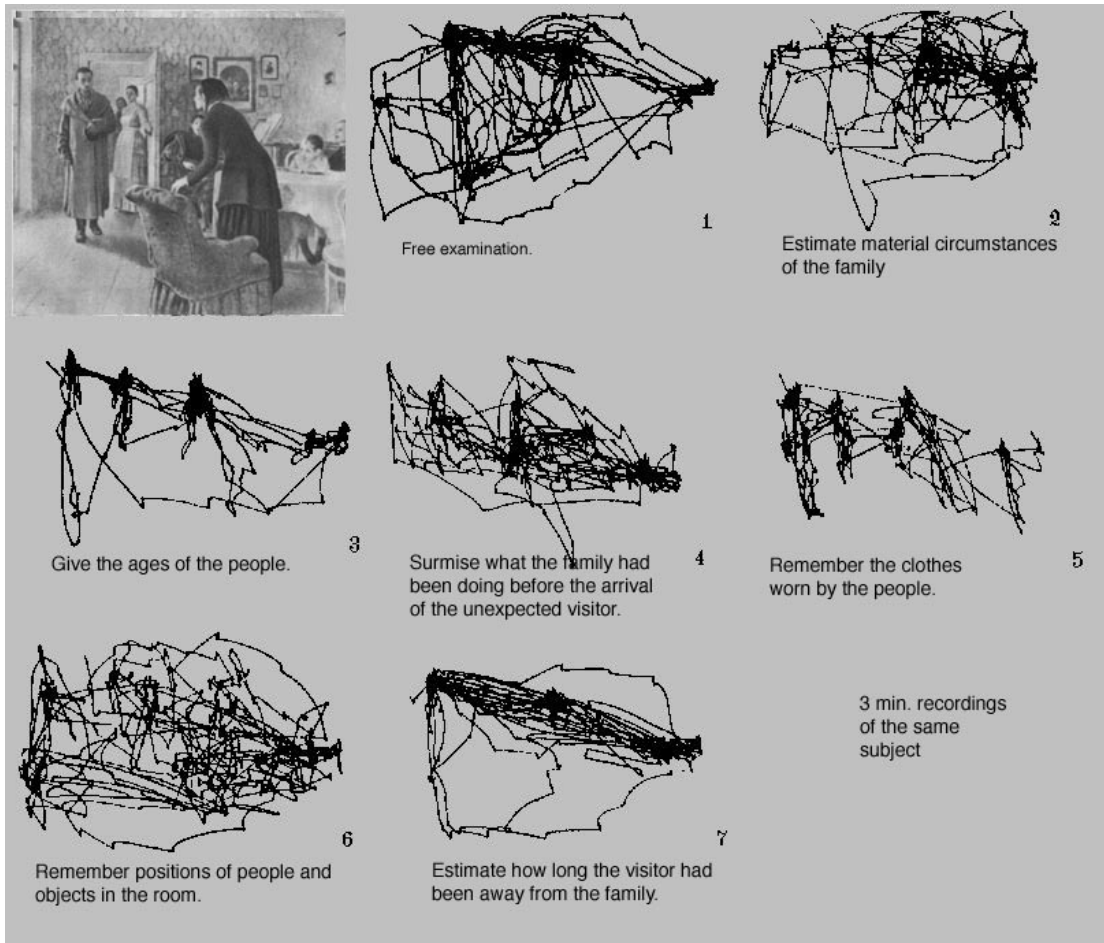 1
Free examination.
2
Estimate material circumstances
of the family
3
Give the ages of the people.
4
Surmise what the family had
been doing before the arrival
of the unexpected visitor.
5
Remember the clothes
worn by the people.
6
Remember positions of people and
objects in the room.
7
Estimate how long the visitor had
been away from the family.
3 min. recordings
of the same
subject